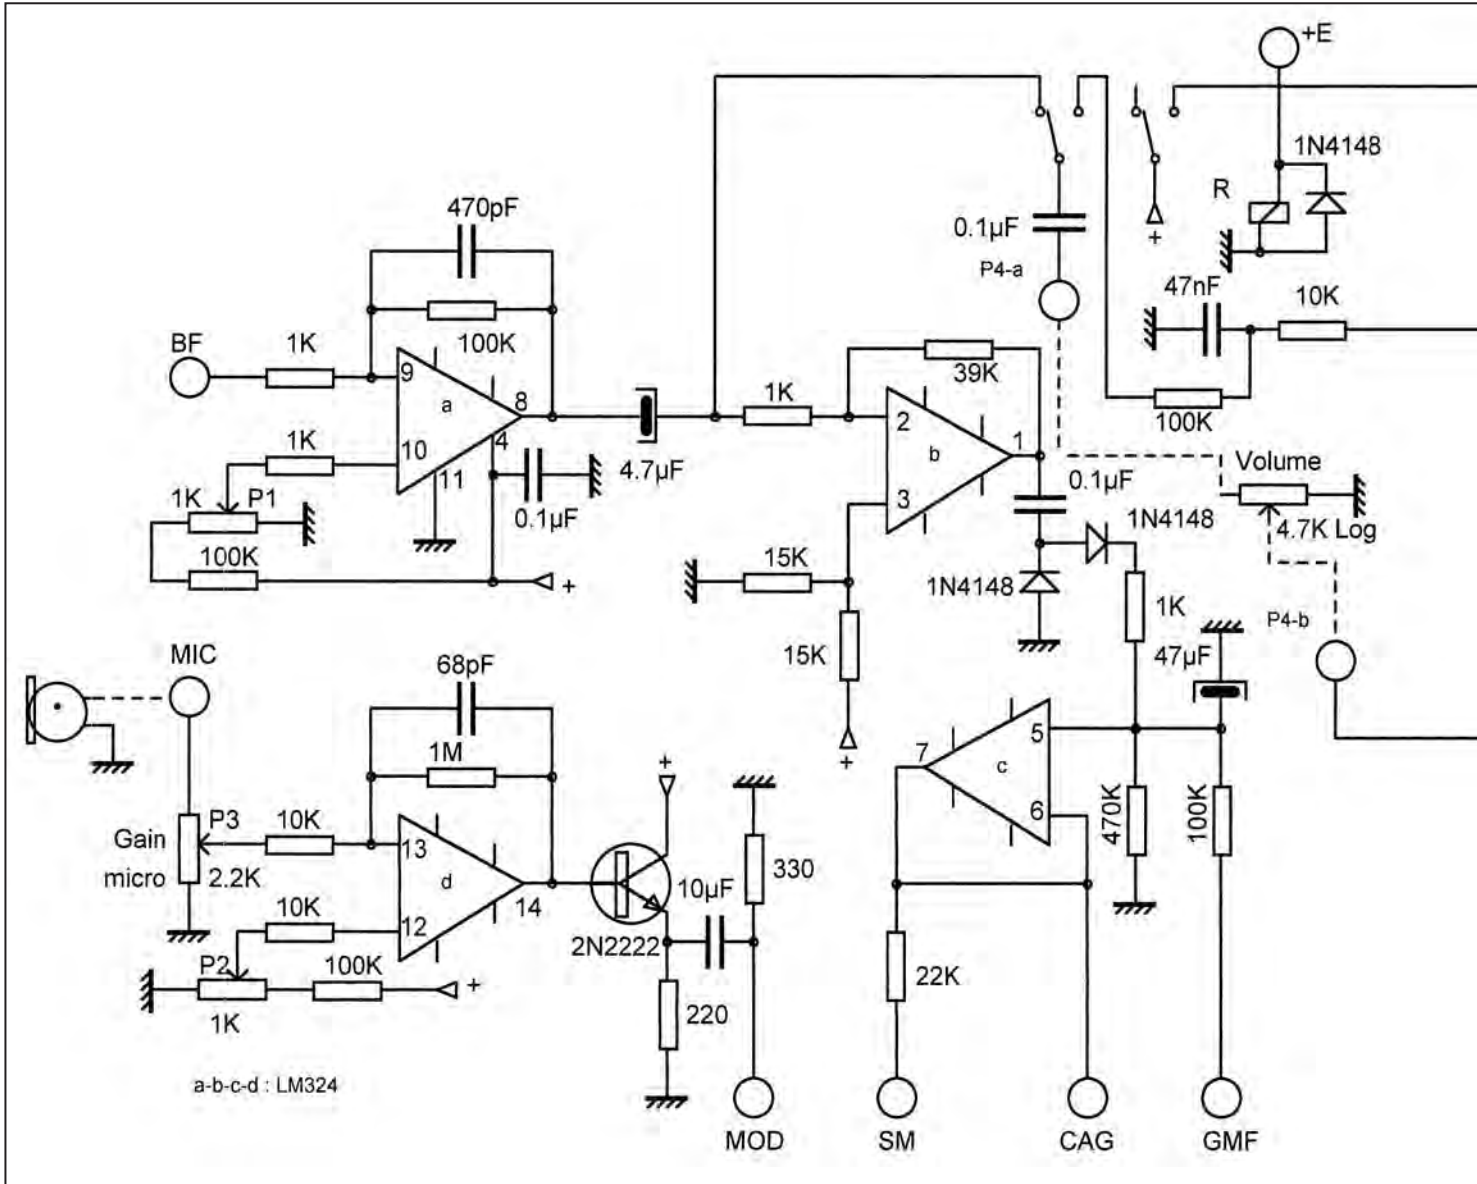 +E
1N4148
R
470pF
0.1µF
+
P4-a
47nF
10K
BF
1K
100K
9
a
8
39K
1K
100K
2
1K
10
4
b
1
11
4.7µF
3
Volume
0.1µF
1K
P1
0.1µF
1N4148
4.7K Log
100K
+
15K
1N4148
1K
P4-b
MIC
68pF
15K
47µF
1M
+
5
7
c
+
6
470K
100K
P3
10K
Gain
13
330
micro
2.2K
d
10µF
14
10K
12
2N2222
P2
100K
22K
+
1K
220
a-b-c-d : LM324
MOD
SM
CAG
GMF